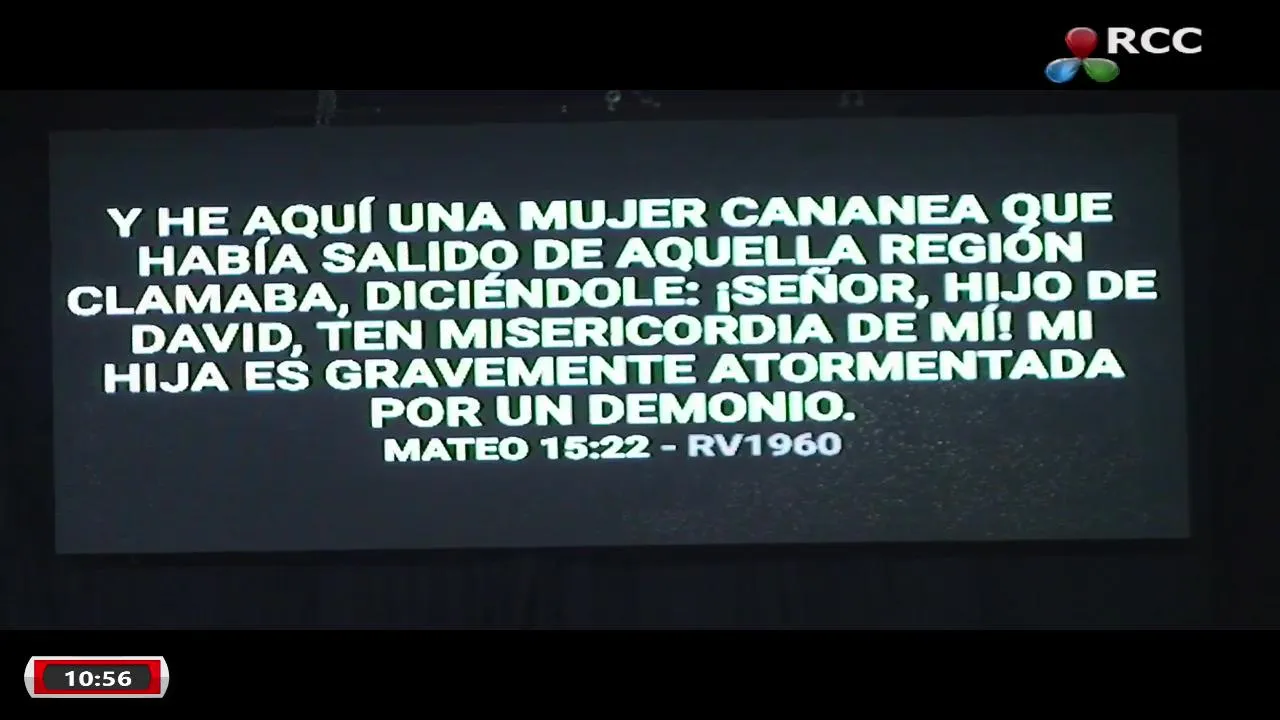 RCC
Y HE AQUÍ UNA MUJER CANANEA QUE
HABÍA SALIDO DE AQUELLA REGIÓN
CLAMABA, DICIÉNDOLE: ¡SEÑOR, HIJO DE
DAVID, TEN MISERICORDIA DE MÍ! MI
HIJA ES GRAVEMENTE ATORMENTADA
POR UN DEMONIO.
MATEO 15:22 - RV1960
10:56